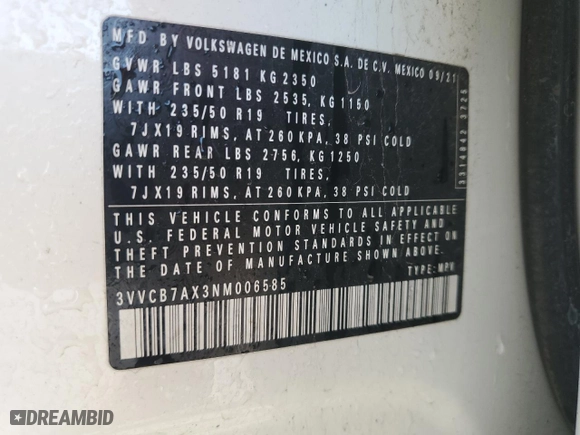 MFD BY VOLKSWAGEN DE MEXICO S.A. DE C.V. MEXICO 09/21
GVWR LBS 5181 KG 2350
GAWR FRONT LBS 2535, KG 1150
WITH 235/50 R19 TIRES,
7JX19 RIMS, AT 260 KPA, 38 PSI COLD
GAWR REAR LBS 2756, KG 1250
WITH 235/50 R19 TIRES,
7JX19 RIMS, AT 260 KPA, 38 PSI COLD
THIS VEHICLE CONFORMS TO ALL APPLICABLE
U.S. FEDERAL MOTOR VEHICLE SAFETY AND
THEFT PREVENTION STANDARDS IN EFFECT ON
THE DATE OF MANUFACTURE SHOWN ABOVE.
3VVCB7AX3NM006585
TYPE: MPV
3314042 3725
DREAMBID